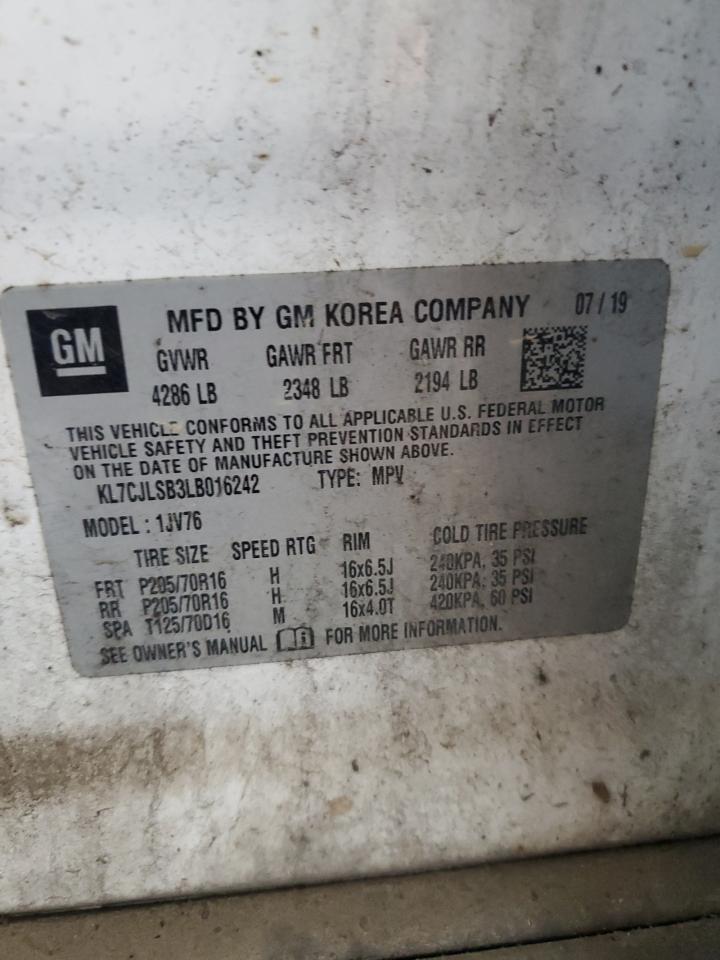 GM
MFD BY GM KOREA COMPANY 07/19
GVWR GAWR FRT GAWR RR
4286 LB 2348 LB 2194 LB
THIS VEHICLE CONFORMS TO ALL APPLICABLE U.S. FEDERAL MOTOR
VEHICLE SAFETY AND THEFT PREVENTION STANDARDS IN EFFECT
ON THE DATE OF MANUFACTURE SHOWN ABOVE.
KL7CJLSB3LB016242 TYPE: MPV
MODEL : 1JV76
TIRE SIZE SPEED RTG RIM COLD TIRE PRESSURE
FRT P205/70R16 H 16x6.5J 240KPA, 35 PSI
RR P205/70R16 H 16x6.5J 240KPA, 35 PSI
SPA T125/70D16 M 16x4.0T 420KPA, 60 PSI
SEE OWNER'S MANUAL FOR MORE INFORMATION.